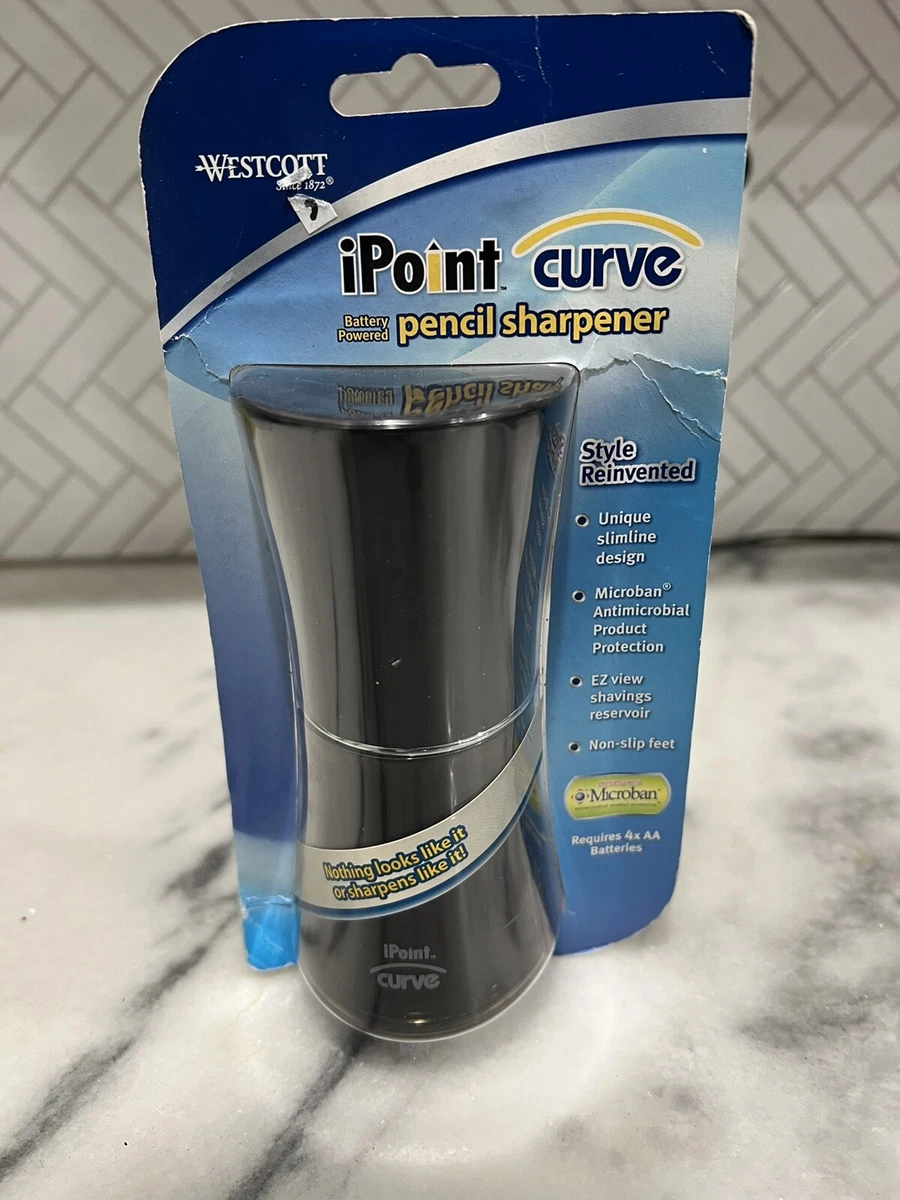 WESTCOTT
Since 1872®
iPoint™ curve
Battery
Powered
pencil sharpener
Style
Reinvented
Unique
slimline
design
Microban®
Antimicrobial
Product
Protection
EZ view
shavings
reservoir
Non-slip feet
Microban
Requires 4x AA
Batteries
Nothing looks like it
or sharpens like it!
iPoint™
curve